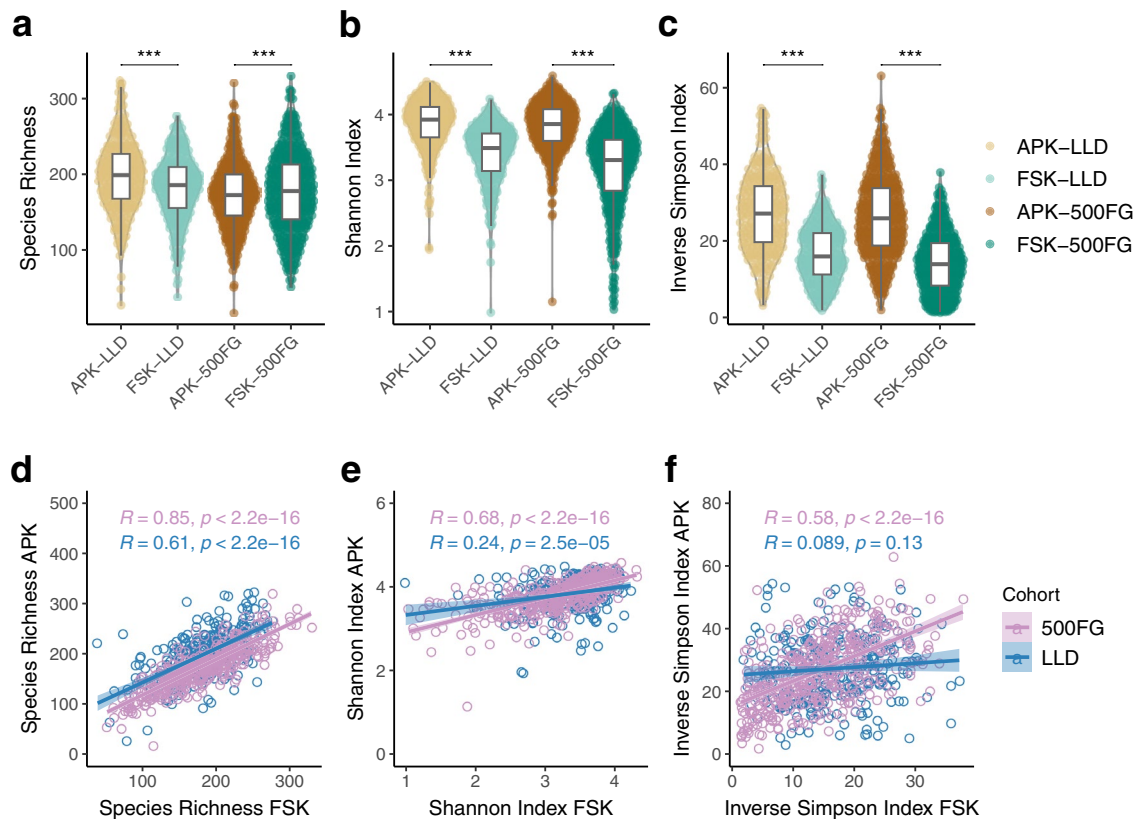 a
b
c
***
***
***
***
***
***
Species Richness
300
200
100
APK−LLD
FSK−LLD
APK−500FG
FSK−500FG
Shannon Index
4
3
2
1
APK−LLD
FSK−LLD
APK−500FG
FSK−500FG
Inverse Simpson Index
60
40
20
0
APK−LLD
FSK−LLD
APK−500FG
FSK−500FG
APK−LLD
FSK−LLD
APK−500FG
FSK−500FG
d
e
f
Species Richness APK
500
400
300
200
100
0
R = 0.85, p < 2.2e−16
R = 0.61, p < 2.2e−16
100
200
300
Species Richness FSK
Shannon Index APK
6
4
2
0
R = 0.68, p < 2.2e−16
R = 0.24, p = 2.5e−05
1
2
3
4
Shannon Index FSK
Inverse Simpson Index APK
80
60
40
20
0
R = 0.58, p < 2.2e−16
R = 0.089, p = 0.13
0
10
20
30
Inverse Simpson Index FSK
Cohort
a 500FG
a LLD